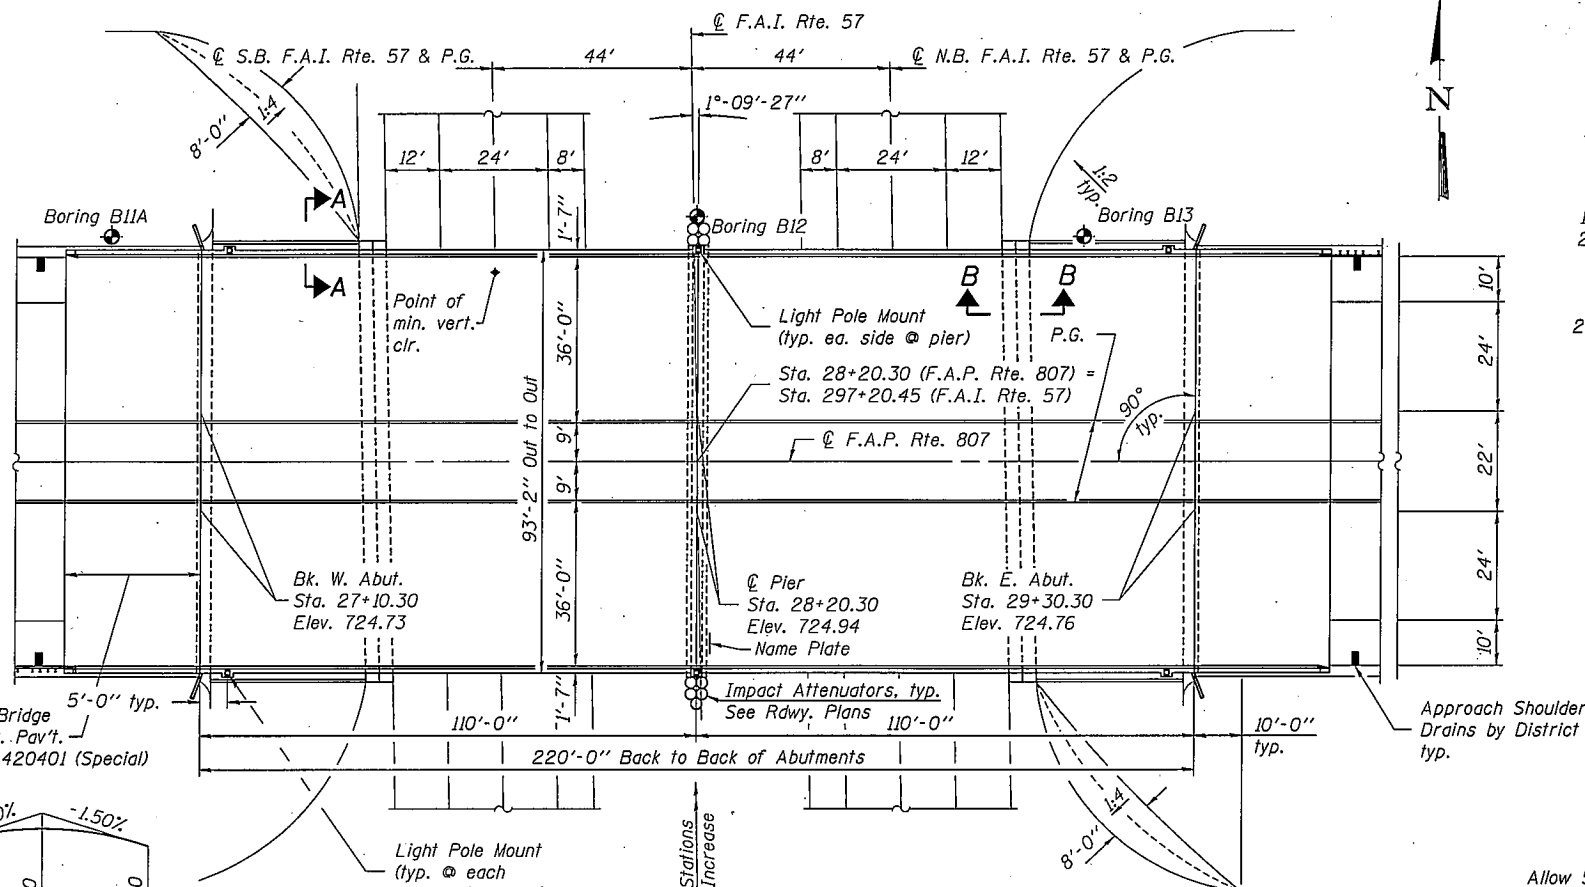 ℄ F.A.I. Rte. 57
℄ S.B. F.A.I. Rte. 57 & P.G.
44'
44'
℄ N.B. F.A.I. Rte. 57 & P.G.
1°-09'-27"
1:4
8'-0"
12'
24'
8'
8'
24'
12'
1:2
typ.
N
A
Boring B11A
1'-7"
Boring B12
Boring B13
A
Point of
min. vert.
clr.
B
B
10'
36'-0"
Light Pole Mount
(typ. ea. side @ pier)
P.G.
24'
Sta. 28+20.30 (F.A.P. Rte. 807) =
Sta. 297+20.45 (F.A.I. Rte. 57)
90°
typ.
93'-2" Out to Out
9'
℄ F.A.P. Rte. 807
22'
9'
Bk. W. Abut.
Sta. 27+10.30
Elev. 724.73
36'-0"
℄ Pier
Sta. 28+20.30
Elev. 724.94
Name Plate
Bk. E. Abut.
Sta. 29+30.30
Elev. 724.76
24'
10'
5'-0" typ.
Bridge
Pav't.
420401 (Special)
1'-7"
Impact Attenuators, typ.
See Rdwy. Plans
110'-0"
110'-0"
10'-0"
typ.
Approach Shoulder
Drains by District
typ.
220'-0" Back to Back of Abutments
-1.50%
Light Pole Mount
(typ. @ each
Stations
Increase
1:4
8'-0"
Allow